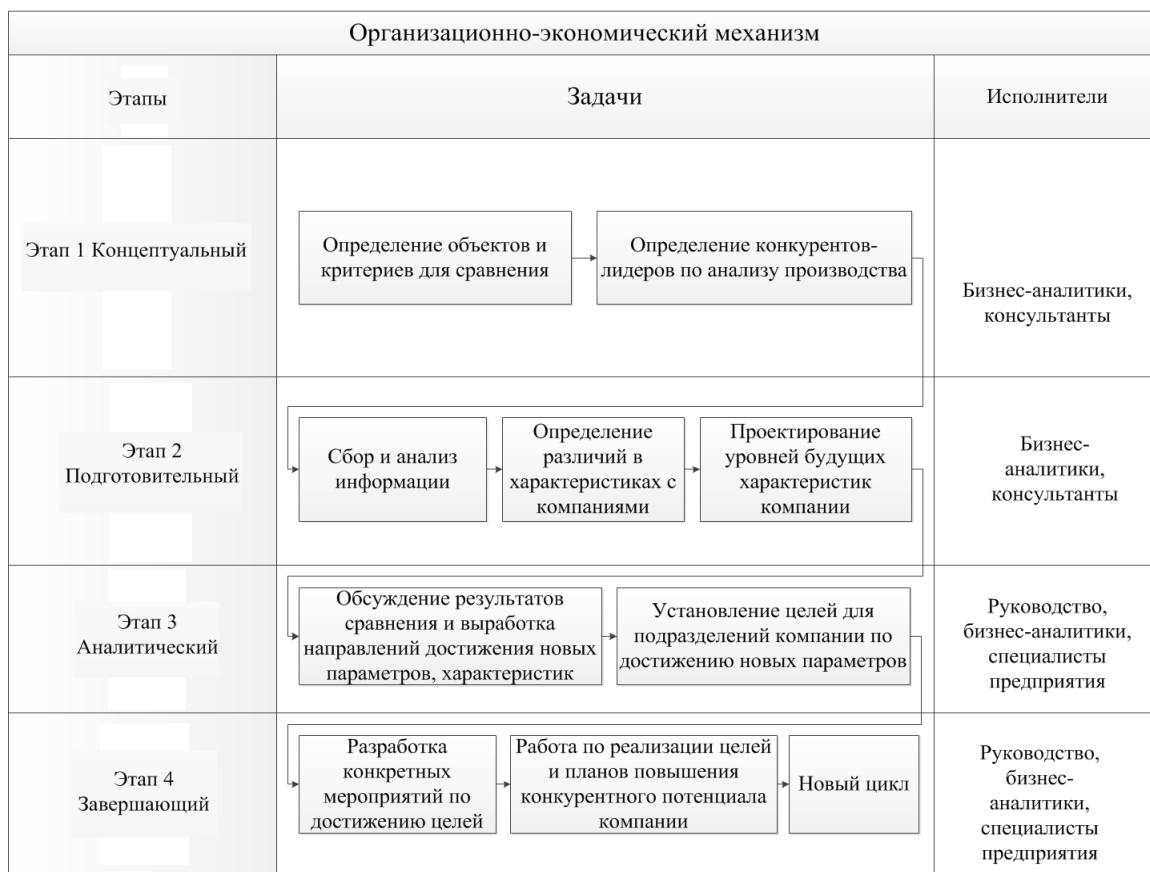 Организационно-экономический механизм
Этапы
Задачи
Исполнители
Этап 1 Концептуальный
Определение объектов и
критериев для сравнения
Определение конкурентов-
лидеров по анализу производства
Бизнес-аналитики,
консультанты
Этап 2
Подготовительный
Сбор и анализ
информации
Определение
различий в
характеристиках с
компаниями
Проектирование
уровней будущих
характеристик
компании
Бизнес-
аналитики,
консультанты
Этап 3
Аналитический
Обсуждение результатов
сравнения и выработка
направлений достижения новых
параметров, характеристик
Установление целей для
подразделений компании по
достижению новых параметров
Руководство,
бизнес-аналитики,
специалисты
предприятия
Этап 4
Завершающий
Разработка
конкретных
мероприятий по
достижению целей
Работа по реализации целей
и планов повышения
конкурентного потенциала
компании
Новый цикл
Руководство,
бизнес-
аналитики,
специалисты
предприятия